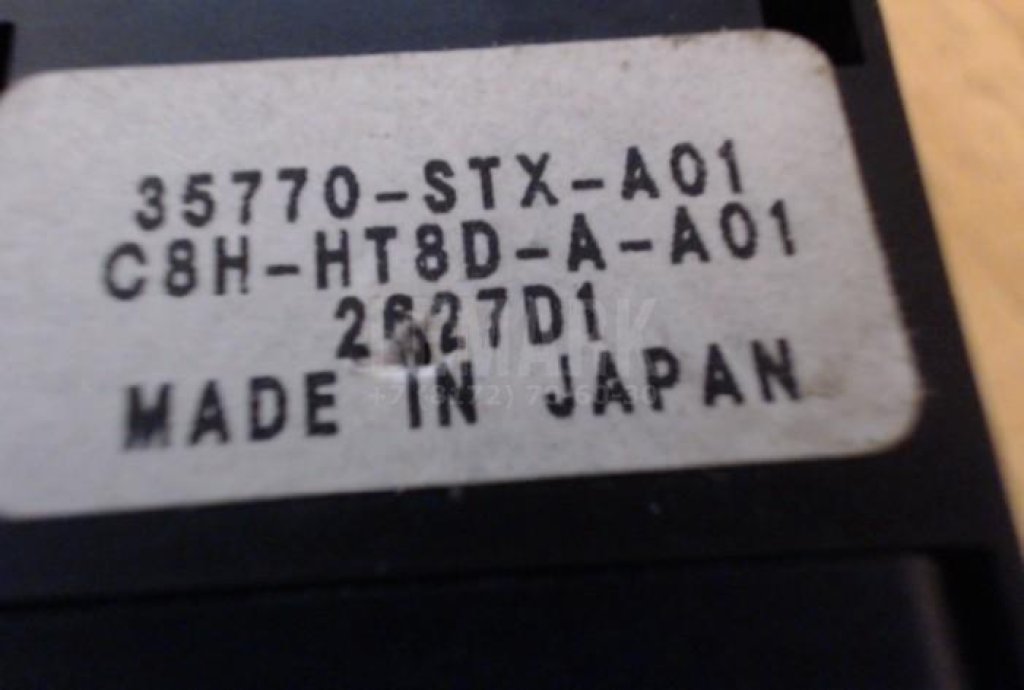 35770-STX-A01
C8H-HT8D-A-A01
MADE IN JAPAN